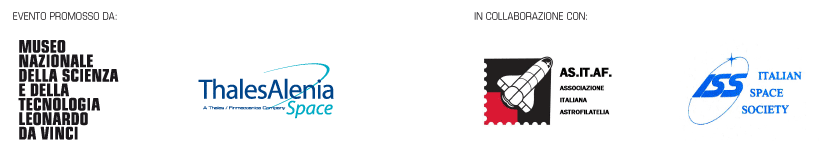 EVENTO PROMOSSO DA:
MUSEO
NAZIONALE
DELLA SCIENZA
E DELLA
TECNOLOGIA
LEONARDO
DA VINCI
ThalesAlenia
A Thales / Finmeccanica Company
Space
IN COLLABORAZIONE CON:
AS.IT.AF.
ASSOCIAZIONE
ITALIANA
ASTROFILATELIA
ISS
ITALIAN
SPACE
SOCIETY